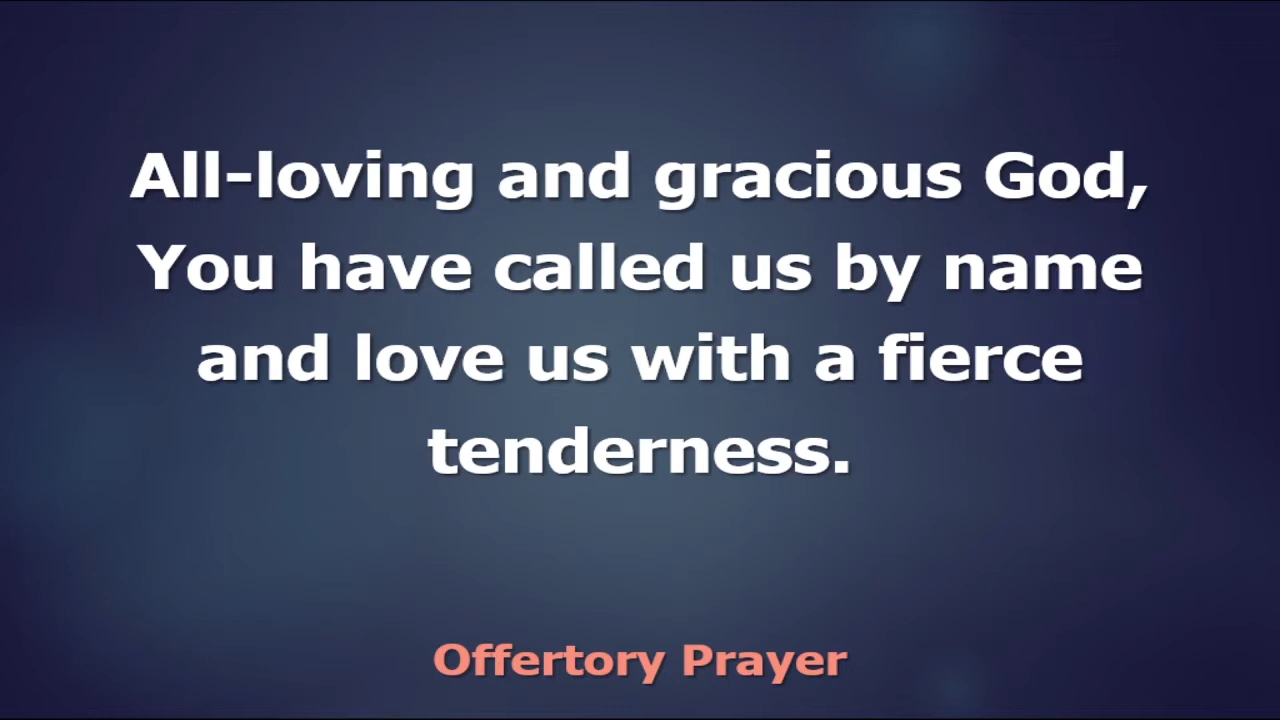 All-loving and gracious God,
You have called us by name
and love us with a fierce
tenderness.
Offertory Prayer